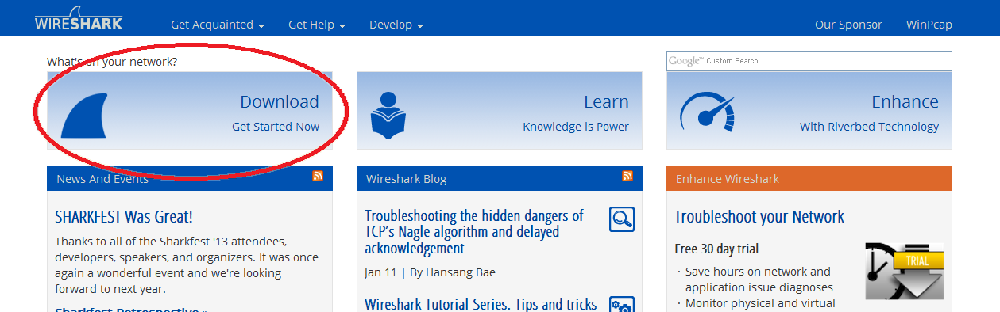 WIRESHARK
Get Acquainted
Get Help
Develop
Our Sponsor
WinPcap
What's on your network?
Google™ Custom Search
Download
Get Started Now
Learn
Knowledge is Power
Enhance
With Riverbed Technology
News And Events
SHARKFEST Was Great!
Thanks to all of the Sharkfest '13 attendees,
developers, speakers, and organizers. It was once
again a wonderful event and we're looking
forward to next year.
Sharkfest Retrospective »
Wireshark Blog
Troubleshooting the hidden dangers of
TCP's Nagle algorithm and delayed
acknowledgement
Jan 11 | By Hansang Bae
Wireshark Tutorial Series. Tips and tricks
Enhance Wireshark
Troubleshoot your Network
Free 30 day trial
TRIAL
· Save hours on network and
application issue diagnoses
· Monitor physical and virtual